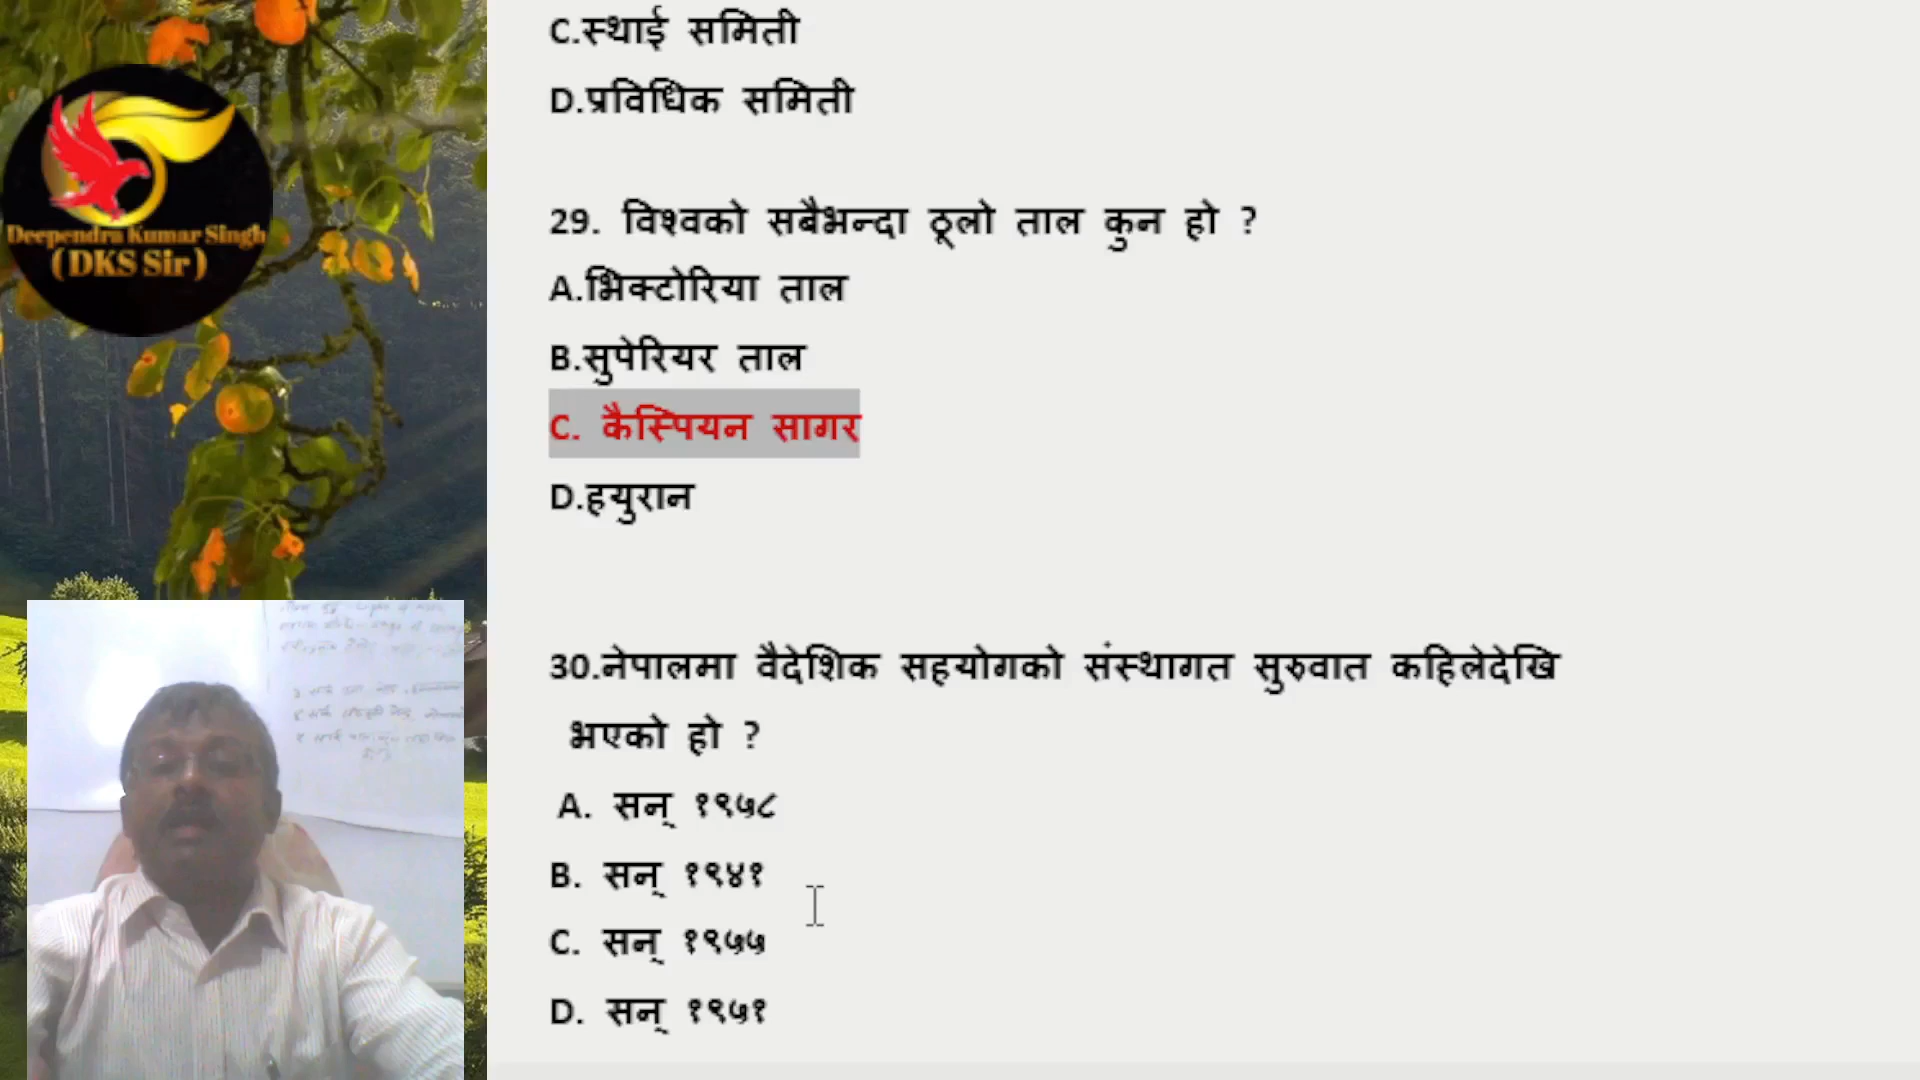 C.स्थाई समिती
D.प्रविधिक समिती
Deependra Kumar Singh
(DKS Sir)
29. विश्वको सबैभन्दा ठूलो ताल कुन हो ?
A.भिक्टोरिया ताल
B.सुपेरियर ताल
C. कैस्पियन सागर
D.हयुरान
30.नेपालमा वैदेशिक सहयोगको संस्थागत सुरुवात कहिलेदेखि
भएको हो ?
A. सन् १९५८
B. सन् १९४१
C. सन् १९५५
D. सन् १९५१